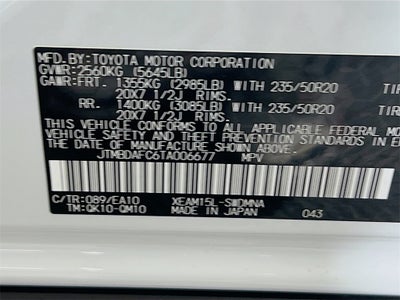 MFD.BY:TOYOTA MOTOR CORPORATION
GVWR:2560KG (5645LB)
GAWR:FRT. 1355KG (2985LB) WITH 235/50R20 TIR
20X7 1/2J RIMS.
RR. 1400KG (3085LB) WITH 235/50R20 TIR
20X7 1/2J RIMS.
THIS VEHICLE CONFORMS TO ALL APPLICABLE FEDERAL MO
SAFETY AND THEFT PREVENTION STANDARDS IN E
THE DATE OF MANUFACTURE SHOWN ABOVE.
JTMBDAFC6TA006677 MPV
C/TR:089/EA10 XEAM15L-SWDMNA
TM:QK10-QM10 MADE IN JAPAN 043